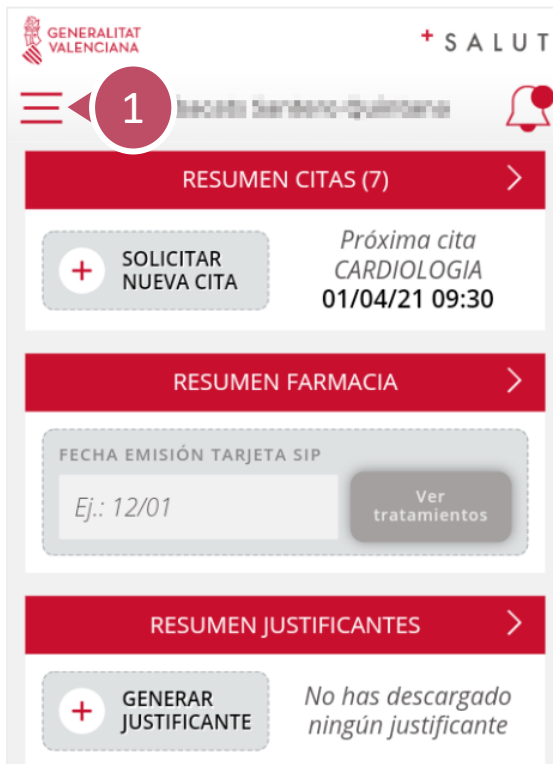 GENERALITAT
VALENCIANA
+ SALUT
1
RESUMEN CITAS (7)
SOLICITAR
NUEVA CITA
Próxima cita
CARDIOLOGIA
01/04/21 09:30
RESUMEN FARMACIA
FECHA EMISIÓN TARJETA SIP
Ej.: 12/01
Ver
tratamientos
RESUMEN JUSTIFICANTES
GENERAR
JUSTIFICANTE
No has descargado
ningún justificante